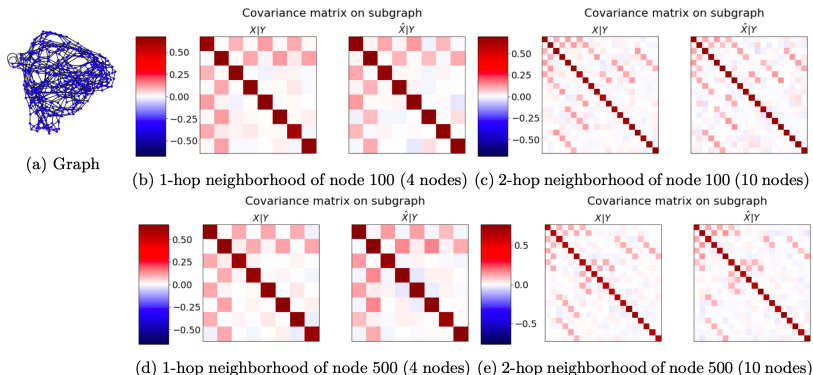 Covariance matrix on subgraph
X|Y
X̂|Y
0.50
0.25
0.00
−0.25
−0.50
Covariance matrix on subgraph
X|Y
X̂|Y
0.50
0.25
0.00
−0.25
−0.50
(a) Graph
(b) 1-hop neighborhood of node 100 (4 nodes)
(c) 2-hop neighborhood of node 100 (10 nodes)
Covariance matrix on subgraph
X|Y
X̂|Y
0.50
0.25
0.00
−0.25
−0.50
Covariance matrix on subgraph
X|Y
X̂|Y
0.5
0.0
−0.5
(d) 1-hop neighborhood of node 500 (4 nodes)
(e) 2-hop neighborhood of node 500 (10 nodes)